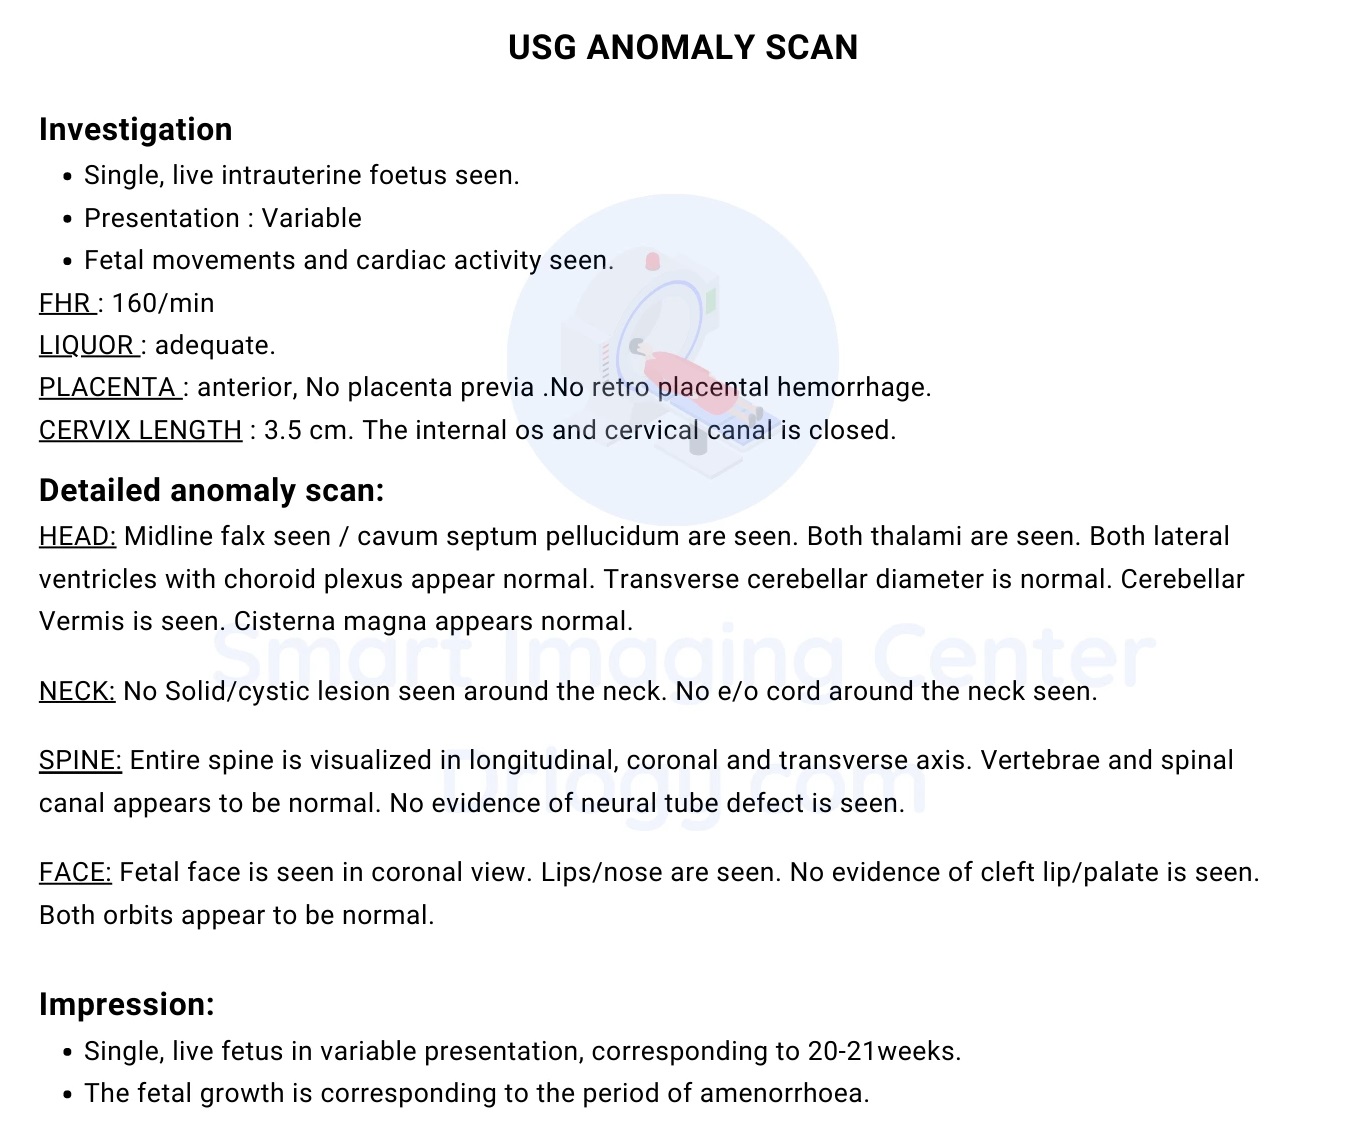 USG ANOMALY SCAN
Investigation
• Single, live intrauterine foetus seen.
• Presentation : Variable
• Fetal movements and cardiac activity seen.
FHR : 160/min
LIQUOR : adequate.
PLACENTA : anterior, No placenta previa .No retro placental hemorrhage.
CERVIX LENGTH : 3.5 cm. The internal os and cervical canal is closed.
Detailed anomaly scan:
HEAD: Midline falx seen / cavum septum pellucidum are seen. Both thalami are seen. Both lateral
ventricles with choroid plexus appear normal. Transverse cerebellar diameter is normal. Cerebellar
Vermis is seen. Cisterna magna appears normal.
Smart Imaging Center
NECK: No Solid/cystic lesion seen around the neck. No e/o cord around the neck seen.
SPINE: Entire spine is visualized in longitudinal, coronal and transverse axis. Vertebrae and spinal
Drlogy.com
canal appears to be normal. No evidence of neural tube defect is seen.
FACE: Fetal face is seen in coronal view. Lips/nose are seen. No evidence of cleft lip/palate is seen.
Both orbits appear to be normal.
Impression:
• Single, live fetus in variable presentation, corresponding to 20-21weeks.
• The fetal growth is corresponding to the period of amenorrhoea.